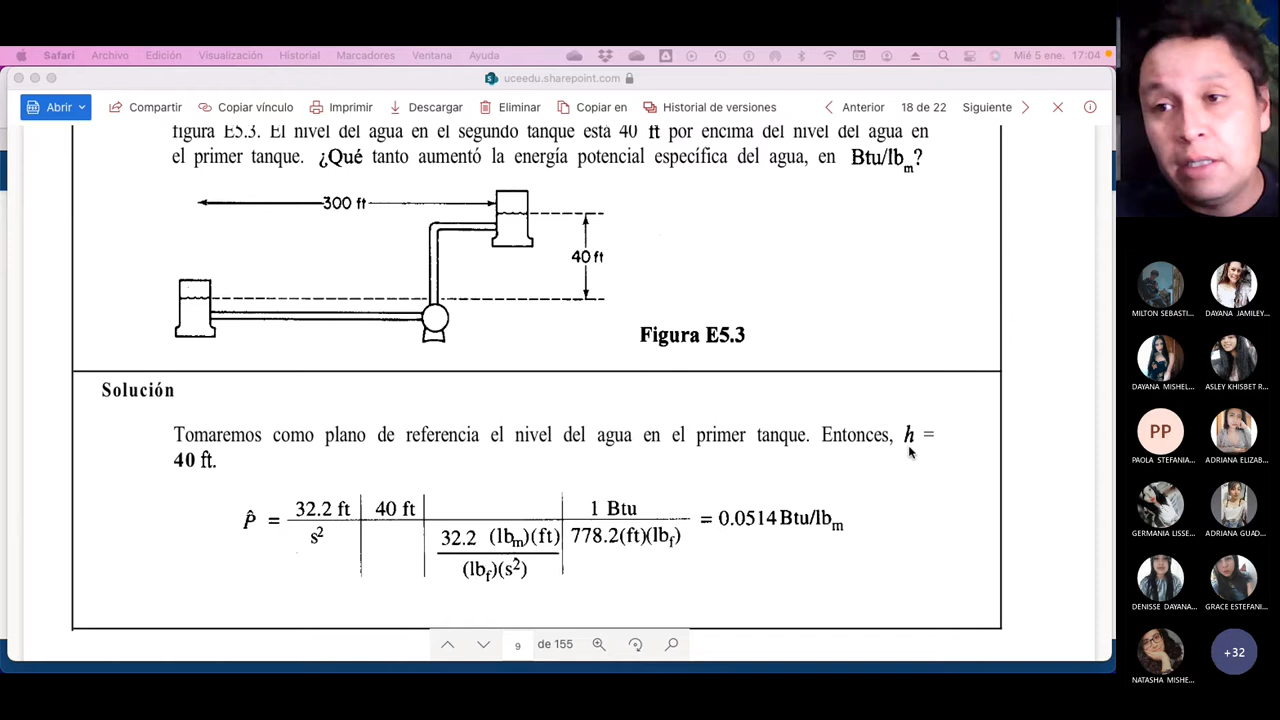 Safari Archivo Edición Visualización Historial Marcadores Ventana Ayuda Mié 5 ene. 17:04
uceedu.sharepoint.com
Abrir Compartir Copiar vínculo Imprimir Descargar Eliminar Copiar en Historial de versiones Anterior 18 de 22 Siguiente
figura E5.3. El nivel del agua en el segundo tanque está 40 ft por encima del nivel del agua en
el primer tanque. ¿Qué tanto aumentó la energía potencial específica del agua, en Btu/lbm?
300 ft
40 ft
Figura E5.3
Solución
Tomaremos como plano de referencia el nivel del agua en el primer tanque. Entonces, h =
40 ft.
P̂ = 32.2 ft 40 ft 1 Btu = 0.0514 Btu/lbm
s² 32.2 (lbm)(ft) 778.2(ft)(lbf)
(lbf)(s²)
9 de 155
MILTON SEBASTI... DAYANA JAMILEY...
DAYANA MISHEL... ASLEY KHISBET R...
PP
PAOLA STEFANIA... ADRIANA ELIZAB...
GERMANIA LISSE... ADRIANA GUAD...
DENISSE DAYANA... GRACE ESTEFANI...
+32
NATASHA MISHE...